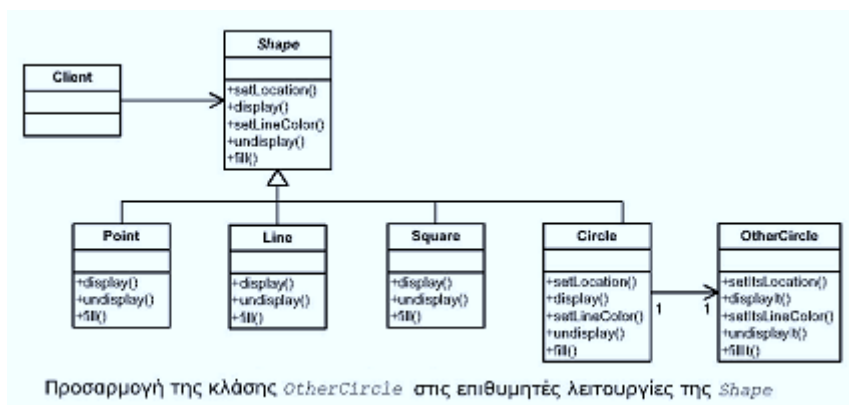 Shape
+setLocation()
+display()
+setLineColor()
+undisplay()
+fill()
Client
Point
+display()
+undisplay()
+fill()
Line
+display()
+undisplay()
+fill()
Square
+display()
+undisplay()
+fill()
Circle
+setLocation()
+display()
+setLineColor()
+undisplay()
+fill()
1
1
OtherCircle
+setItsLocation()
+displayIt()
+setItsLineColor()
+undisplayIt()
+fillIt()
Προσαρμογή της κλάσης OtherCircle στις επιθυμητές λειτουργίες της Shape